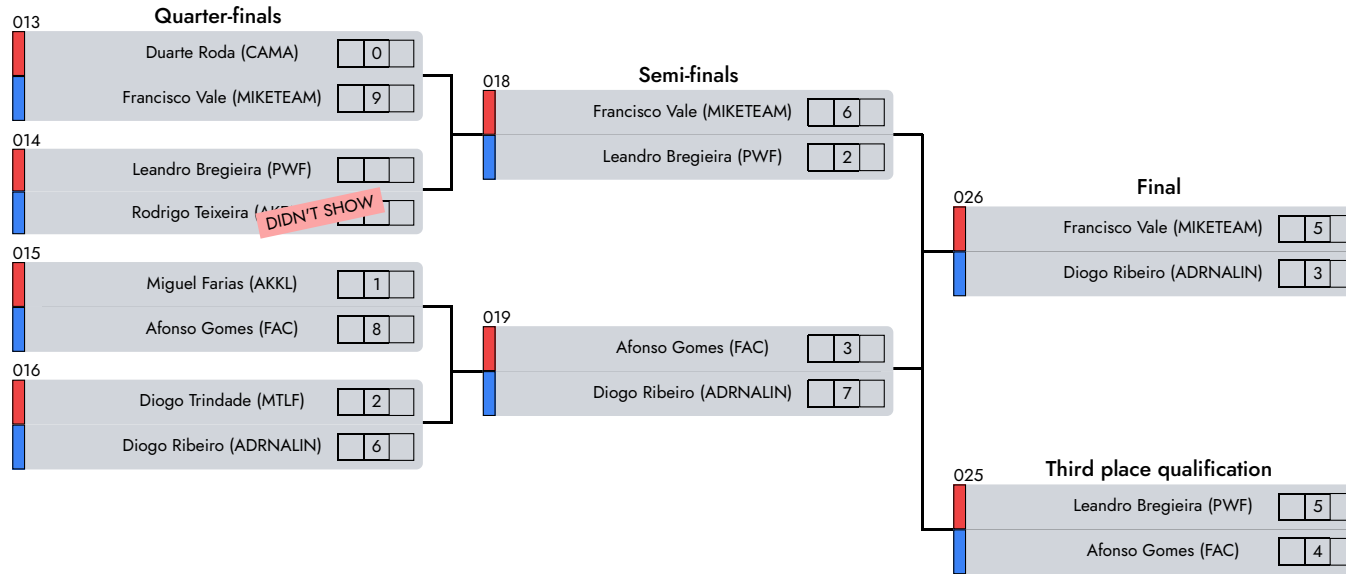 Quarter-finals
013
Duarte Roda (CAMA) 0
Francisco Vale (MIKETEAM) 9
014
Leandro Bregieira (PWF)
Rodrigo Teixeira
DIDN'T SHOW
015
Miguel Farias (AKKL) 1
Afonso Gomes (FAC) 8
016
Diogo Trindade (MTLF) 2
Diogo Ribeiro (ADRNALIN) 6
Semi-finals
018
Francisco Vale (MIKETEAM) 6
Leandro Bregieira (PWF) 2
019
Afonso Gomes (FAC) 3
Diogo Ribeiro (ADRNALIN) 7
Final
026
Francisco Vale (MIKETEAM) 5
Diogo Ribeiro (ADRNALIN) 3
Third place qualification
025
Leandro Bregieira (PWF) 5
Afonso Gomes (FAC) 4